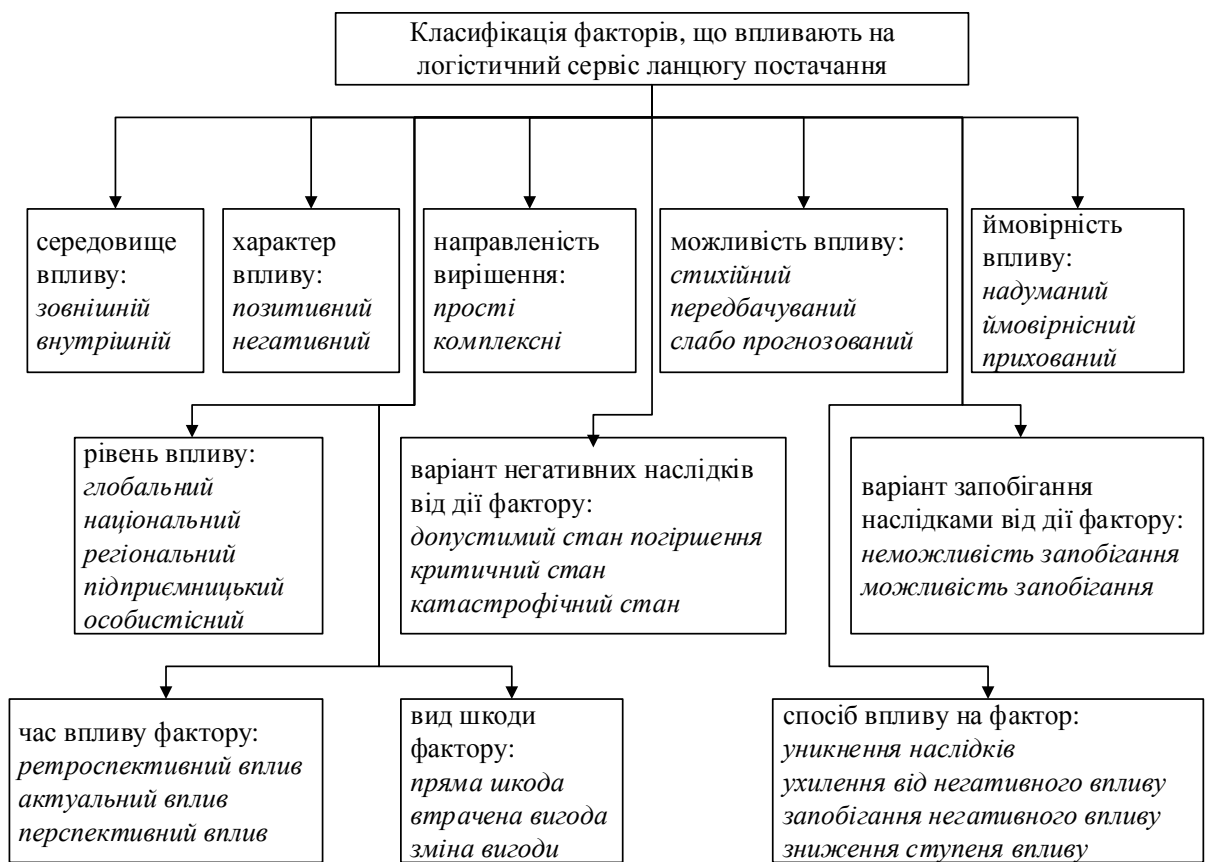 Класифікація факторів, що впливають на
логістичний сервіс ланцюгу постачання
середовище
впливу:
зовнішній
внутрішній
характер
впливу:
позитивний
негативний
направленість
вирішення:
прості
комплексні
можливість впливу:
стихійний
передбачуваний
слабо прогнозований
ймовірність
впливу:
надуманий
ймовірнісний
прихований
рівень впливу:
глобальний
національний
регіональний
підприємницький
особистісний
варіант негативних наслідків
від дії фактору:
допустимий стан погіршення
критичний стан
катастрофічний стан
варіант запобігання
наслідками від дії фактору:
неможливість запобігання
можливість запобігання
час впливу фактору:
ретроспективний вплив
актуальний вплив
перспективний вплив
вид шкоди
фактору:
пряма шкода
втрачена вигода
зміна вигоди
спосіб впливу на фактор:
уникнення наслідків
ухилення від негативного впливу
запобігання негативного впливу
зниження ступеня впливу